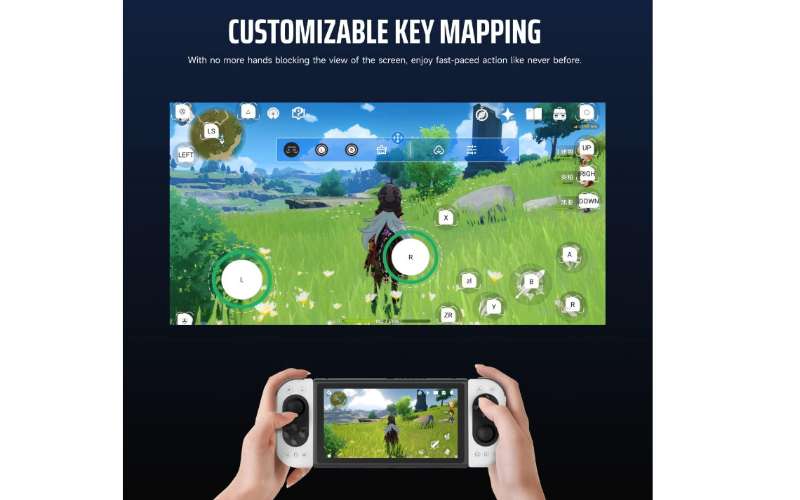 CUSTOMIZABLE KEY MAPPING
With no more hands blocking the view of the screen, enjoy fast-paced action like never before.
LS
LEFT
UP
RIGH
DOWN
X
R
L
A
B
Y
R
ZR